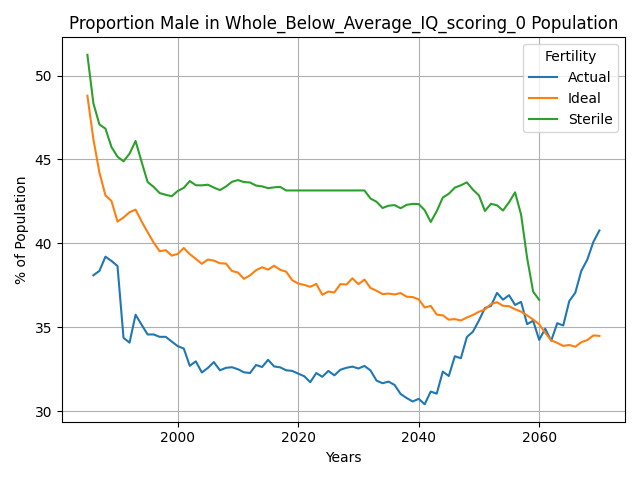 Proportion Male in Whole_Below_Average_IQ_scoring_0 Population
Fertility
Actual
Ideal
Sterile
% of Population
50
45
40
35
30
2000
2020
2040
2060
Years